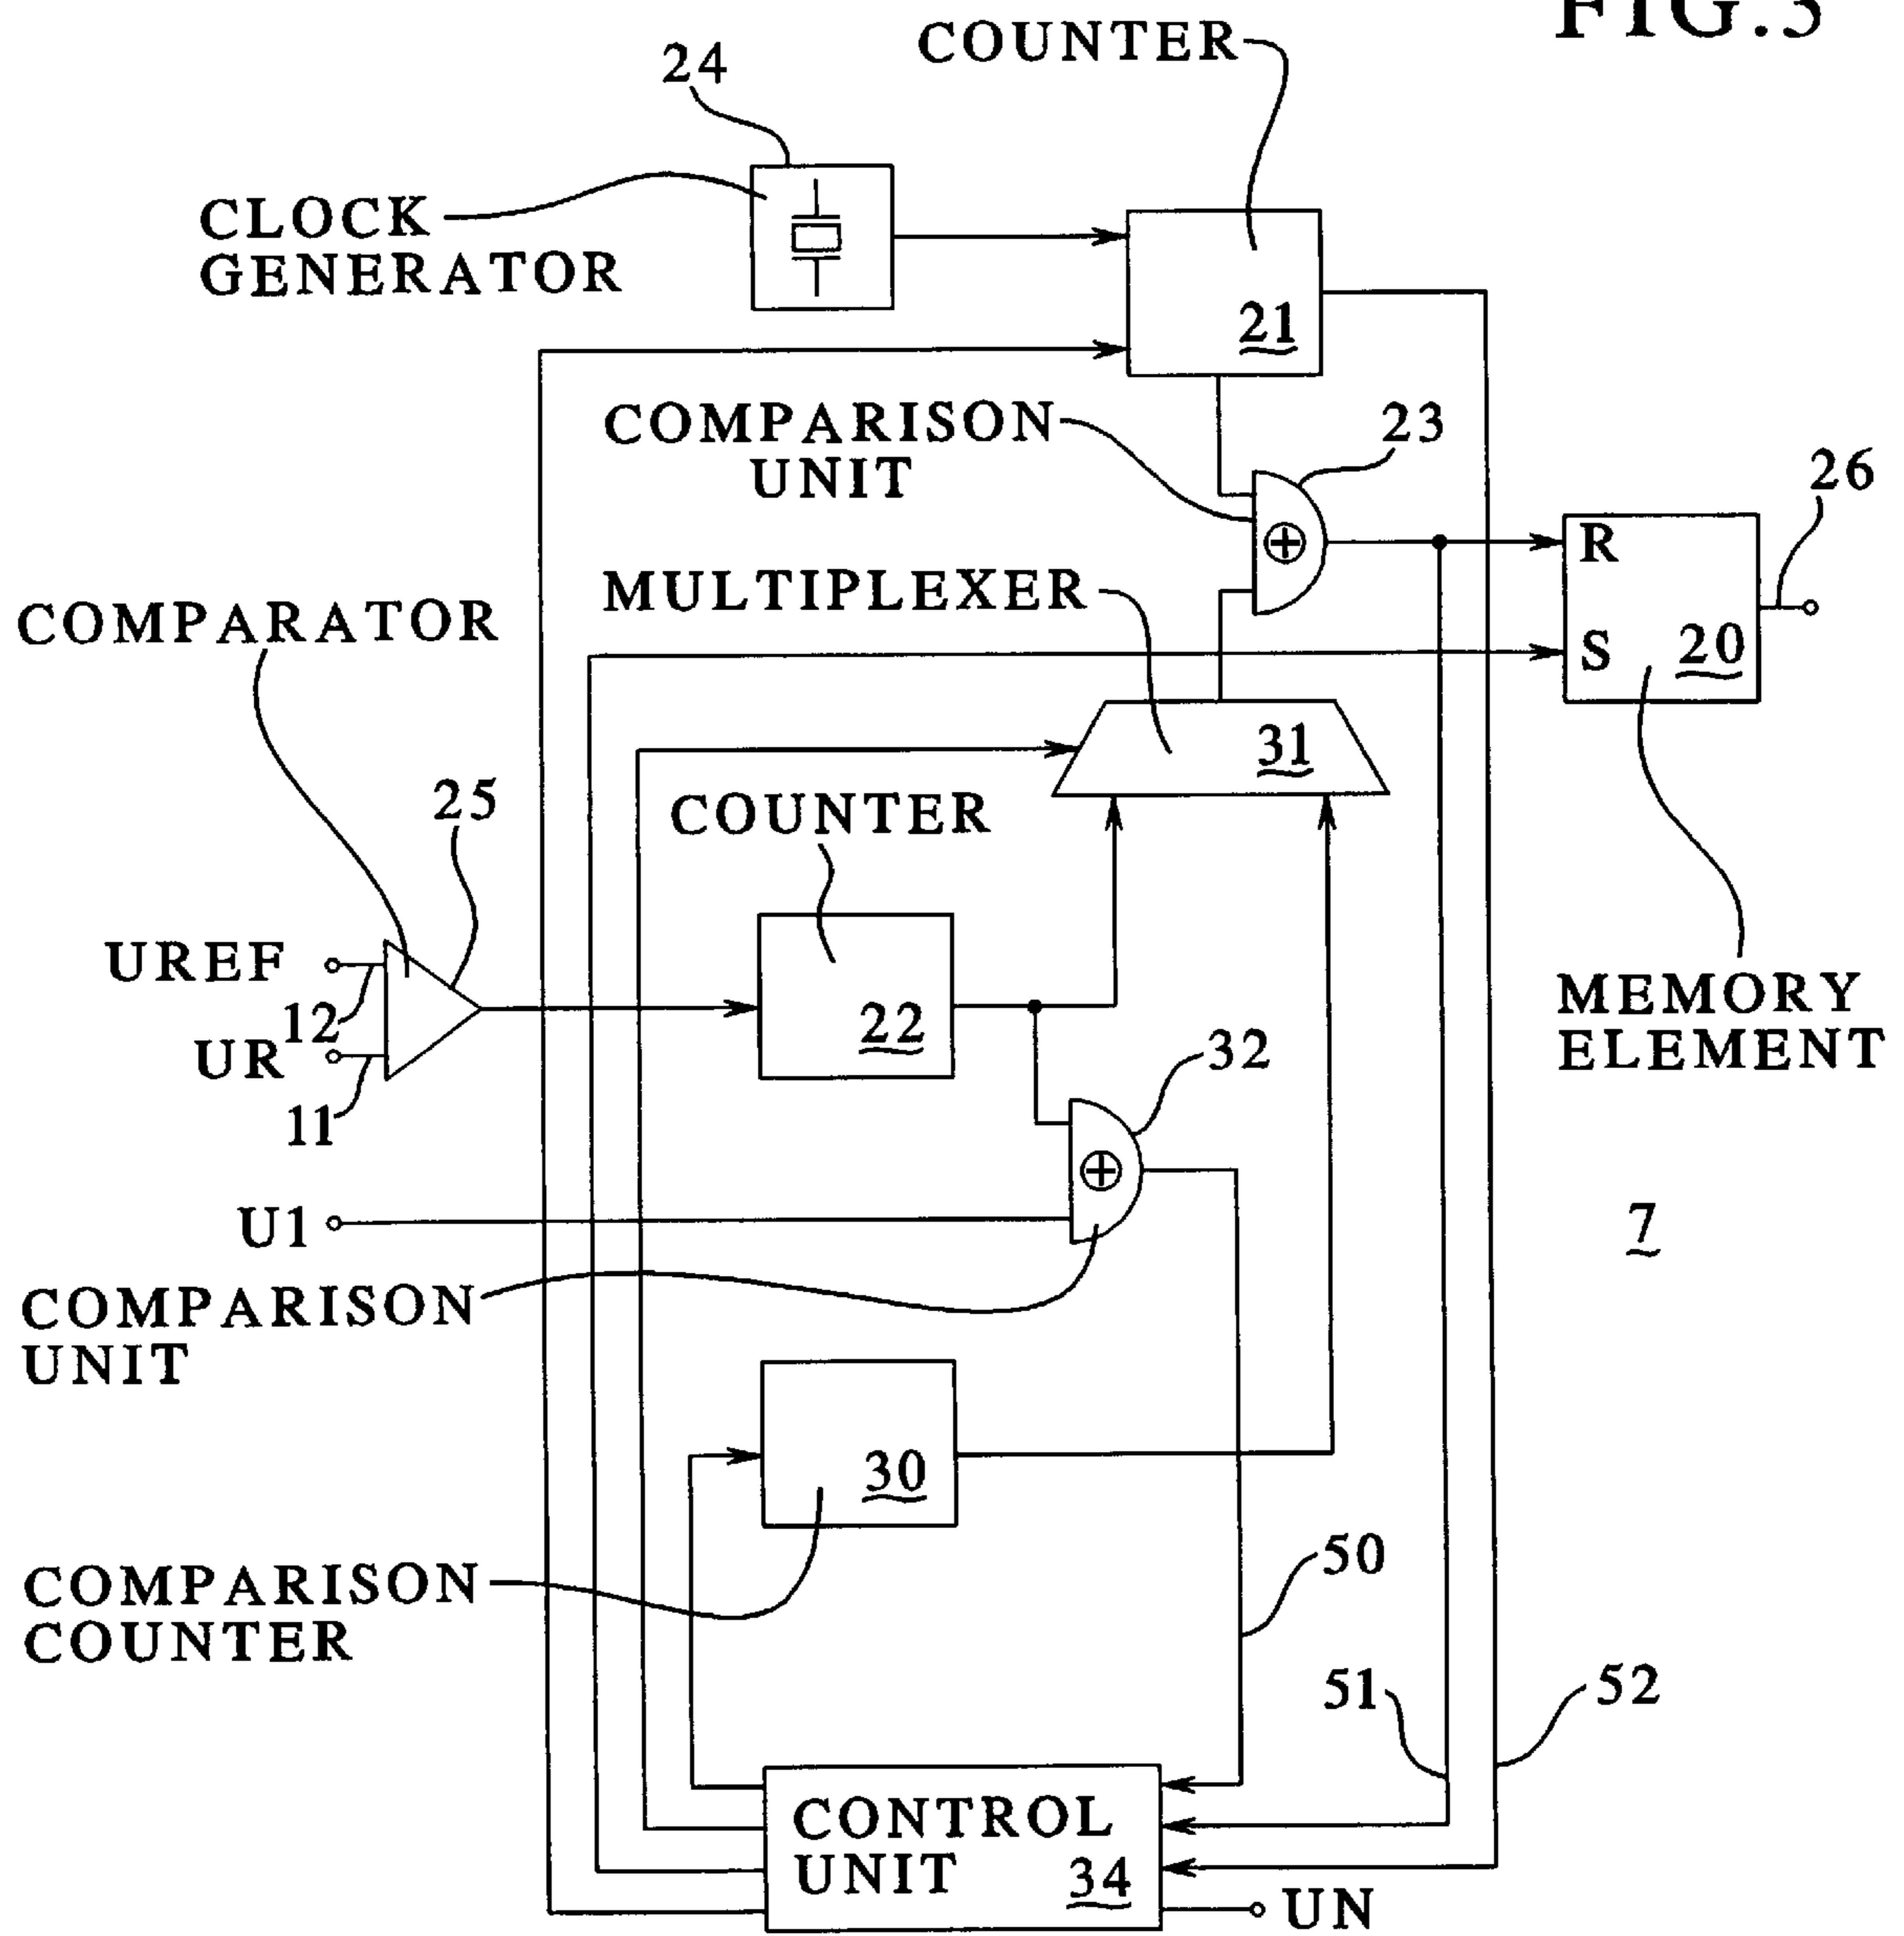 FIG.3
COUNTER
24
CLOCK
GENERATOR
21
COMPARISON
UNIT
23
26
R
MULTIPLEXER
COMPARATOR
S
20
31
25
COUNTER
UREF
12
22
MEMORY
ELEMENT
UR
11
32
U1
7
COMPARISON
UNIT
30
50
COMPARISON
COUNTER
51
52
CONTROL
UNIT
34
UN